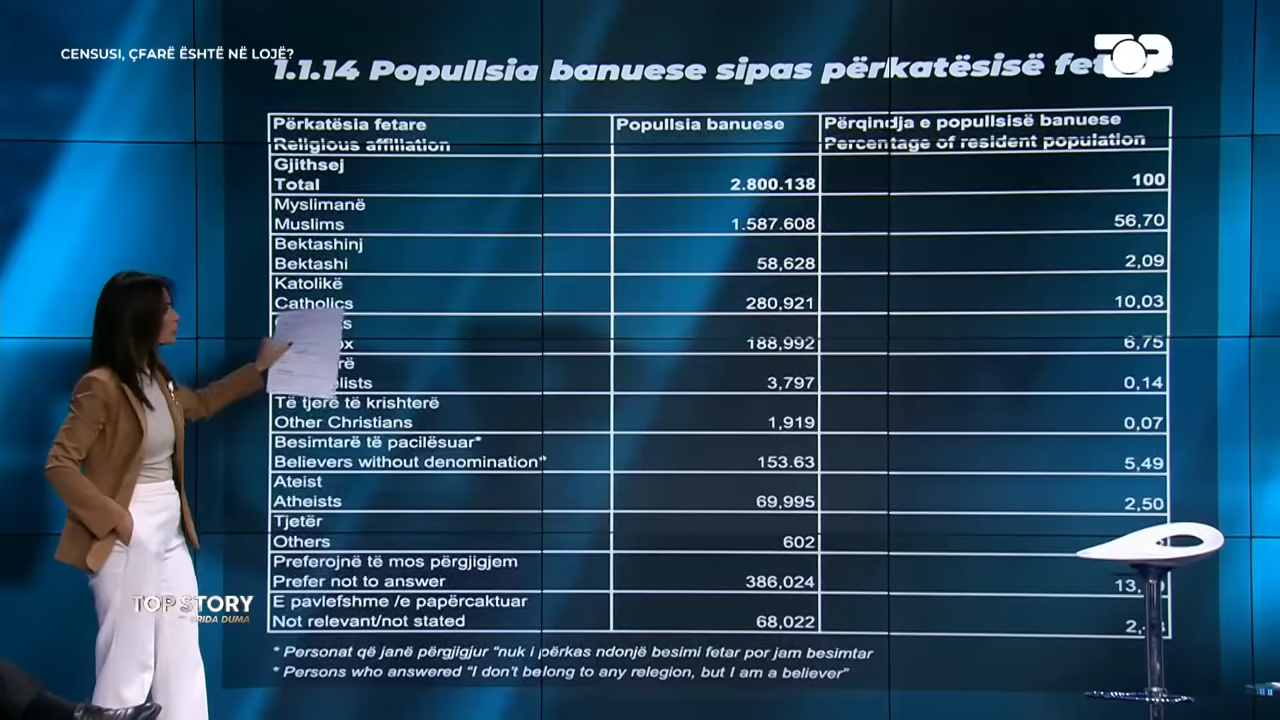 CENSUSI, ÇFARË ËSHTË NË LOJË?
1.1.14 Popullsia banuese sipas përkatësisë
Përkatësia fetare Popullsia banuese Përqindja e popullsisë banuese
Religious affiliation Percentage of resident population
Gjithsej
Total 2.800.138 100
Myslimanë
Muslims 1.587.608 56,70
Bektashinj
Bektashi 58,628 2,09
Katolikë
Catholics 280,921 10,03
188,992 6,75
3,797 0,14
Të tjerë të krishterë
Other Christians 1,919 0,07
Besimtarë të pacilësuar*
Believers without denomination* 153.63 5,49
Ateist
Atheists 69,995 2,50
Tjetër
Others 602
Preferojnë të mos përgjigjem
Prefer not to answer 386,024
E pavlefshme /e papërcaktuar
Not relevant/not stated 68,022
* Personat që janë përgjigjur “nuk i përkas ndonjë besimi fetar por jam besimtar
* Persons who answered “I don't belong to any relegion, but I am a believer”
TOP STORY
GRIDA DUMA